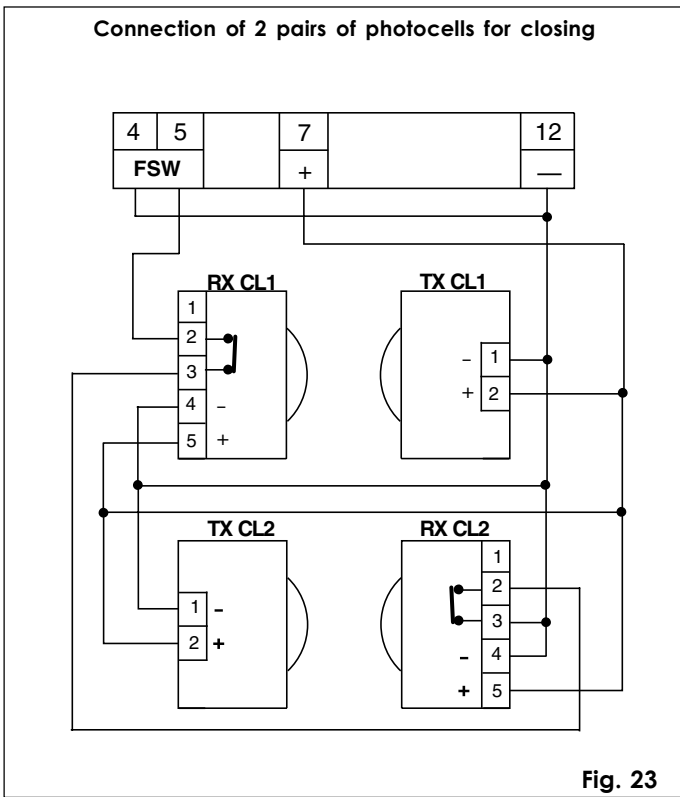 Connection of 2 pairs of photocells for closing
4 5 7 12
FSW + —
RX CL1 TX CL1
1
2
3
4 -
5 +
- 1
+ 2
TX CL2 RX CL2
1 -
2 +
1
2
3
- 4
+ 5
Fig. 23